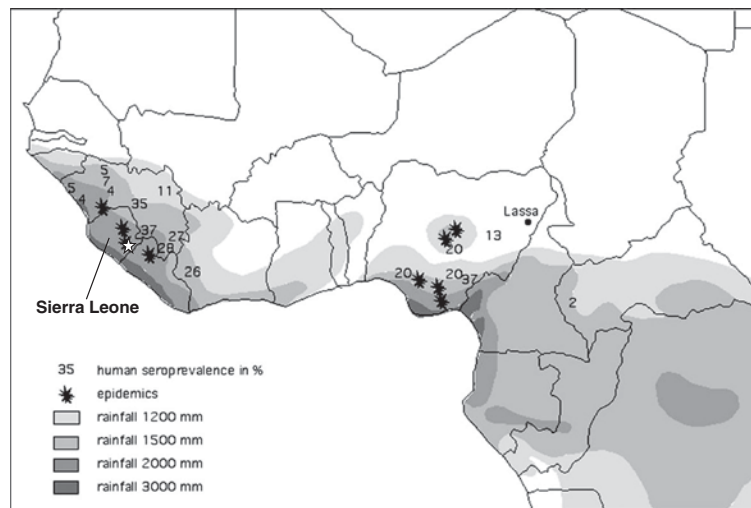 5
7
5 4
4
11
35
37
27
28
26
Lassa
13
20
20
20
37
2
Sierra Leone
35 human seroprevalence in %
epidemics
rainfall 1200 mm
rainfall 1500 mm
rainfall 2000 mm
rainfall 3000 mm